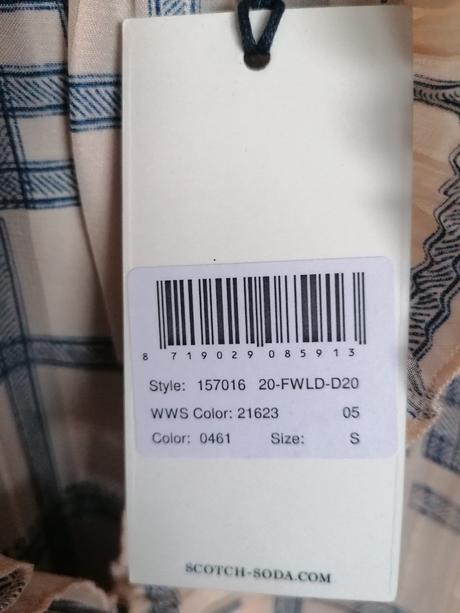 8 719029 085913
Style: 157016 20-FWLD-D20
WWS Color: 21623 05
Color: 0461 Size: S
SCOTCH-SODA.COM